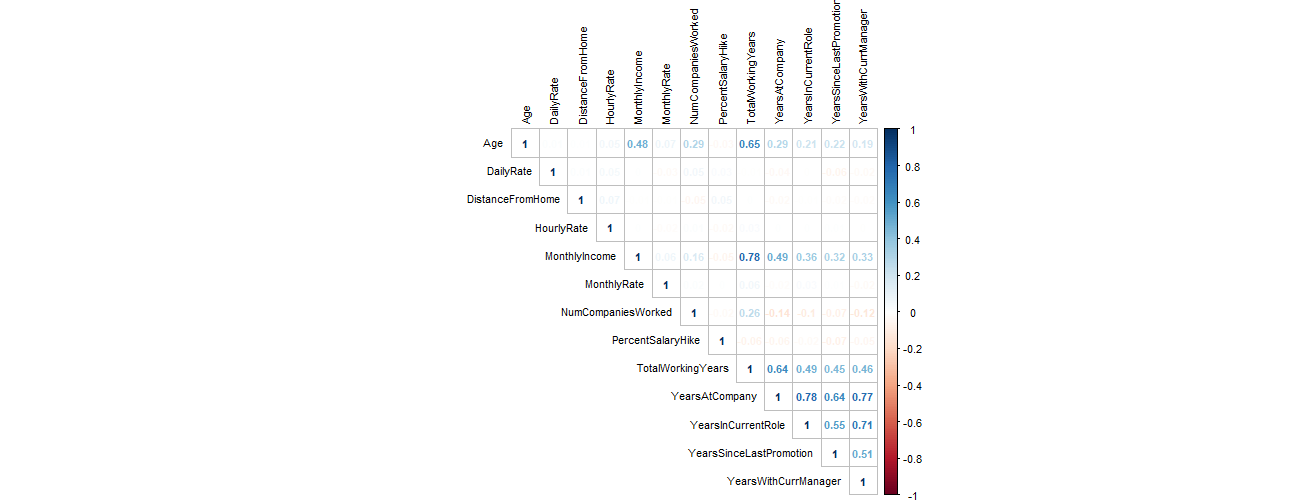 Age
DailyRate
DistanceFromHome
HourlyRate
MonthlyIncome
MonthlyRate
NumCompaniesWorked
PercentSalaryHike
TotalWorkingYears
YearsAtCompany
YearsInCurrentRole
YearsSinceLastPromotion
YearsWithCurrManager
Age 1 0.48 0.29 0.65 0.29 0.21 0.22 0.19
DailyRate 1
DistanceFromHome 1
HourlyRate 1
MonthlyIncome 1 0.16 0.78 0.49 0.36 0.32 0.33
MonthlyRate 1
NumCompaniesWorked 1 0.26 -0.14 -0.1 -0.07 -0.12
PercentSalaryHike 1
TotalWorkingYears 1 0.64 0.49 0.45 0.46
YearsAtCompany 1 0.78 0.64 0.77
YearsInCurrentRole 1 0.55 0.71
YearsSinceLastPromotion 1 0.51
YearsWithCurrManager 1
1
0.8
0.6
0.4
0.2
0
-0.2
-0.4
-0.6
-0.8
-1